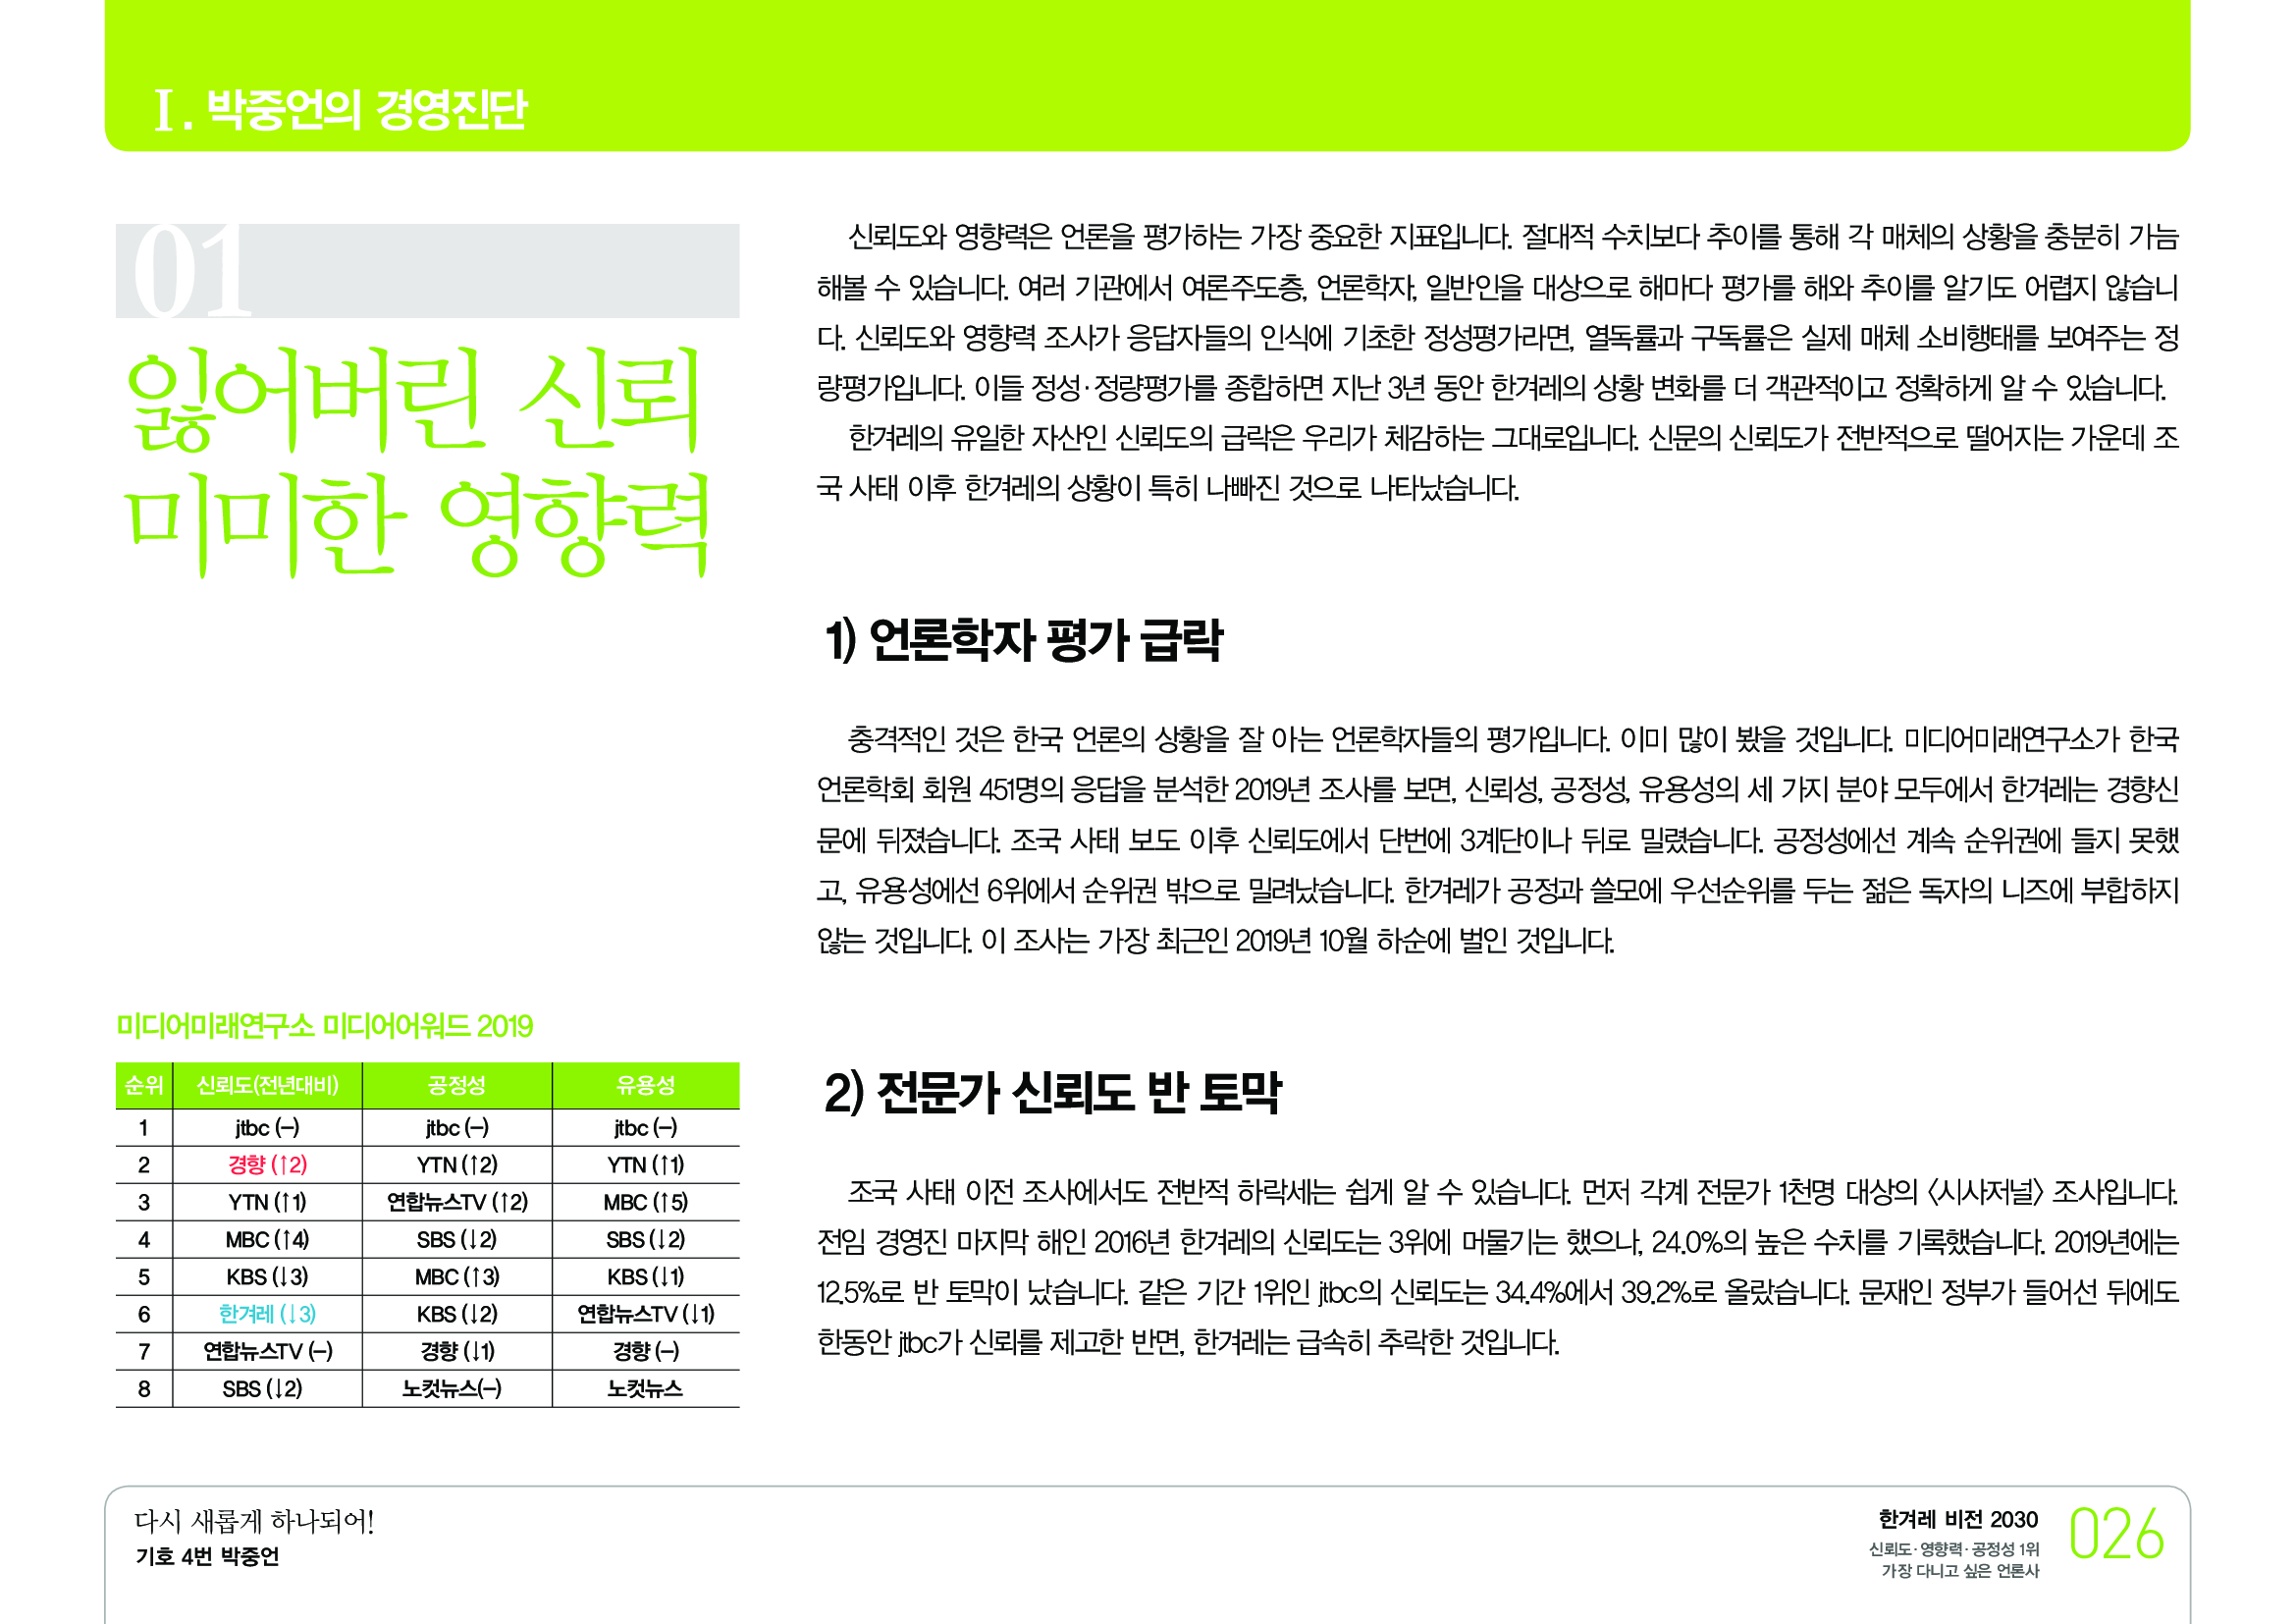 I. 박중언의 경영진단
01
잃어버린 신뢰
미미한 영향력
신뢰도와 영향력은 언론을 평가하는 가장 중요한 지표입니다. 절대적 수치보다 추이를 통해 각 매체의 상황을 충분히 가늠
해볼 수 있습니다. 여러 기관에서 여론주도층, 언론학자, 일반인을 대상으로 해마다 평가를 해와 추이를 알기도 어렵지 않습니
다. 신뢰도와 영향력 조사가 응답자들의 인식에 기초한 정성평가라면, 열독률과 구독률은 실제 매체 소비행태를 보여주는 정
량평가입니다. 이들 정성·정량평가를 종합하면 지난 3년 동안 한겨레의 상황 변화를 더 객관적이고 정확하게 알 수 있습니다.
한겨레의 유일한 자산인 신뢰도의 급락은 우리가 체감하는 그대로입니다. 신문의 신뢰도가 전반적으로 떨어지는 가운데 조
국 사태 이후 한겨레의 상황이 특히 나빠진 것으로 나타났습니다.
1) 언론학자 평가 급락
충격적인 것은 한국 언론의 상황을 잘 아는 언론학자들의 평가입니다. 이미 많이 봤을 것입니다. 미디어미래연구소가 한국
언론학회 회원 451명의 응답을 분석한 2019년 조사를 보면, 신뢰성, 공정성, 유용성의 세 가지 분야 모두에서 한겨레는 경향신
문에 뒤졌습니다. 조국 사태 보도 이후 신뢰도에서 단번에 3계단이나 뒤로 밀렸습니다. 공정성에선 계속 순위권에 들지 못했
고, 유용성에선 6위에서 순위권 밖으로 밀려났습니다. 한겨레가 공정과 쓸모에 우선순위를 두는 젊은 독자의 니즈에 부합하지
않는 것입니다. 이 조사는 가장 최근인 2019년 10월 하순에 벌인 것입니다.
미디어미래연구소 미디어어워드 2019
순위 신뢰도(전년대비) 공정성 유용성
1 jtbc (–) jtbc (–) jtbc (–)
2 경향 (↑2) YTN (↑2) YTN (↑1)
3 YTN (↑1) 연합뉴스TV (↑2) MBC (↑5)
4 MBC (↑4) SBS (↓2) SBS (↓2)
5 KBS (↓3) MBC (↑3) KBS (↓1)
6 한겨레 (↓3) KBS (↓2) 연합뉴스TV (↓1)
7 연합뉴스TV (–) 경향 (↓1) 경향 (–)
8 SBS (↓2) 노컷뉴스(–) 노컷뉴스
2) 전문가 신뢰도 반 토막
조국 사태 이전 조사에서도 전반적 하락세는 쉽게 알 수 있습니다. 먼저 각계 전문가 1천명 대상의 〈시사저널〉 조사입니다.
전임 경영진 마지막 해인 2016년 한겨레의 신뢰도는 3위에 머물기는 했으나, 24.0%의 높은 수치를 기록했습니다. 2019년에는
12.5%로 반 토막이 났습니다. 같은 기간 1위인 jtbc의 신뢰도는 34.4%에서 39.2%로 올랐습니다. 문재인 정부가 들어선 뒤에도
한동안 jtbc가 신뢰를 제고한 반면, 한겨레는 급속히 추락한 것입니다.
다시 새롭게 하나되어!
기호 4번 박중언
한겨레 비전 2030
신뢰도·영향력·공정성 1위
가장 다니고 싶은 언론사
026